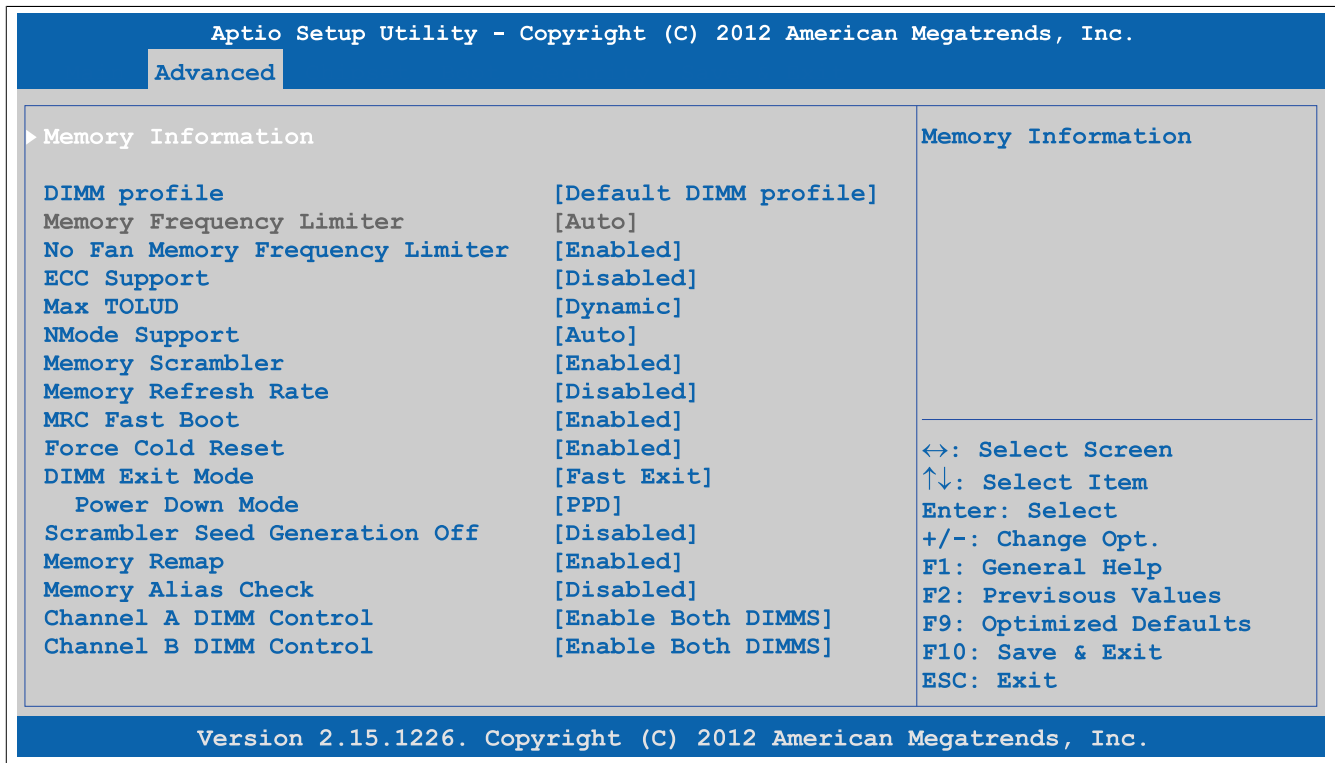 Aptio Setup Utility - Copyright (C) 2012 American Megatrends, Inc.
Advanced
Memory Information
DIMM profile [Default DIMM profile]
Memory Frequency Limiter [Auto]
No Fan Memory Frequency Limiter [Enabled]
ECC Support [Disabled]
Max TOLUD [Dynamic]
NMode Support [Auto]
Memory Scrambler [Enabled]
Memory Refresh Rate [Disabled]
MRC Fast Boot [Enabled]
Force Cold Reset [Enabled]
DIMM Exit Mode [Fast Exit]
Power Down Mode [PPD]
Scrambler Seed Generation Off [Disabled]
Memory Remap [Enabled]
Memory Alias Check [Disabled]
Channel A DIMM Control [Enable Both DIMMS]
Channel B DIMM Control [Enable Both DIMMS]
Memory Information
↔: Select Screen
↑↓: Select Item
Enter: Select
+/-: Change Opt.
F1: General Help
F2: Previsous Values
F9: Optimized Defaults
F10: Save & Exit
ESC: Exit
Version 2.15.1226. Copyright (C) 2012 American Megatrends, Inc.